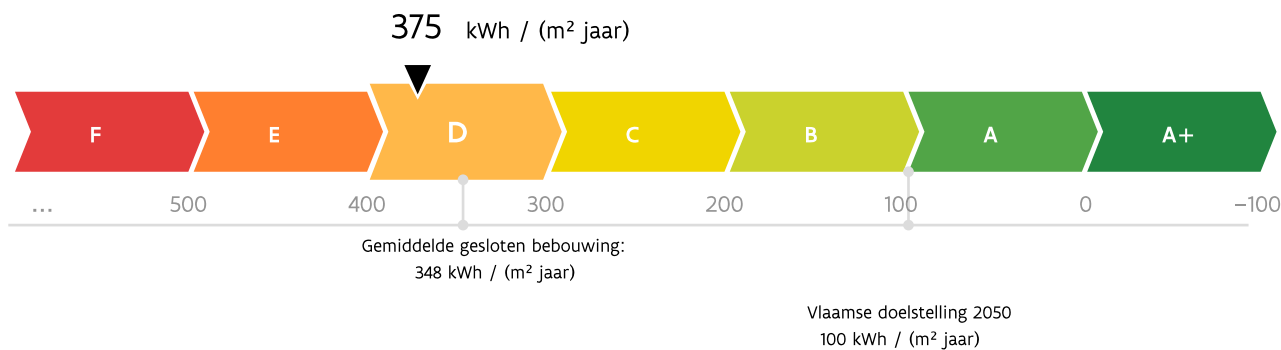 375 kWh / (m² jaar)
F E D C B A A+
... 500 400 300 200 100 0 –100
Gemiddelde gesloten bebouwing:
348 kWh / (m² jaar)
Vlaamse doelstelling 2050
100 kWh / (m² jaar)